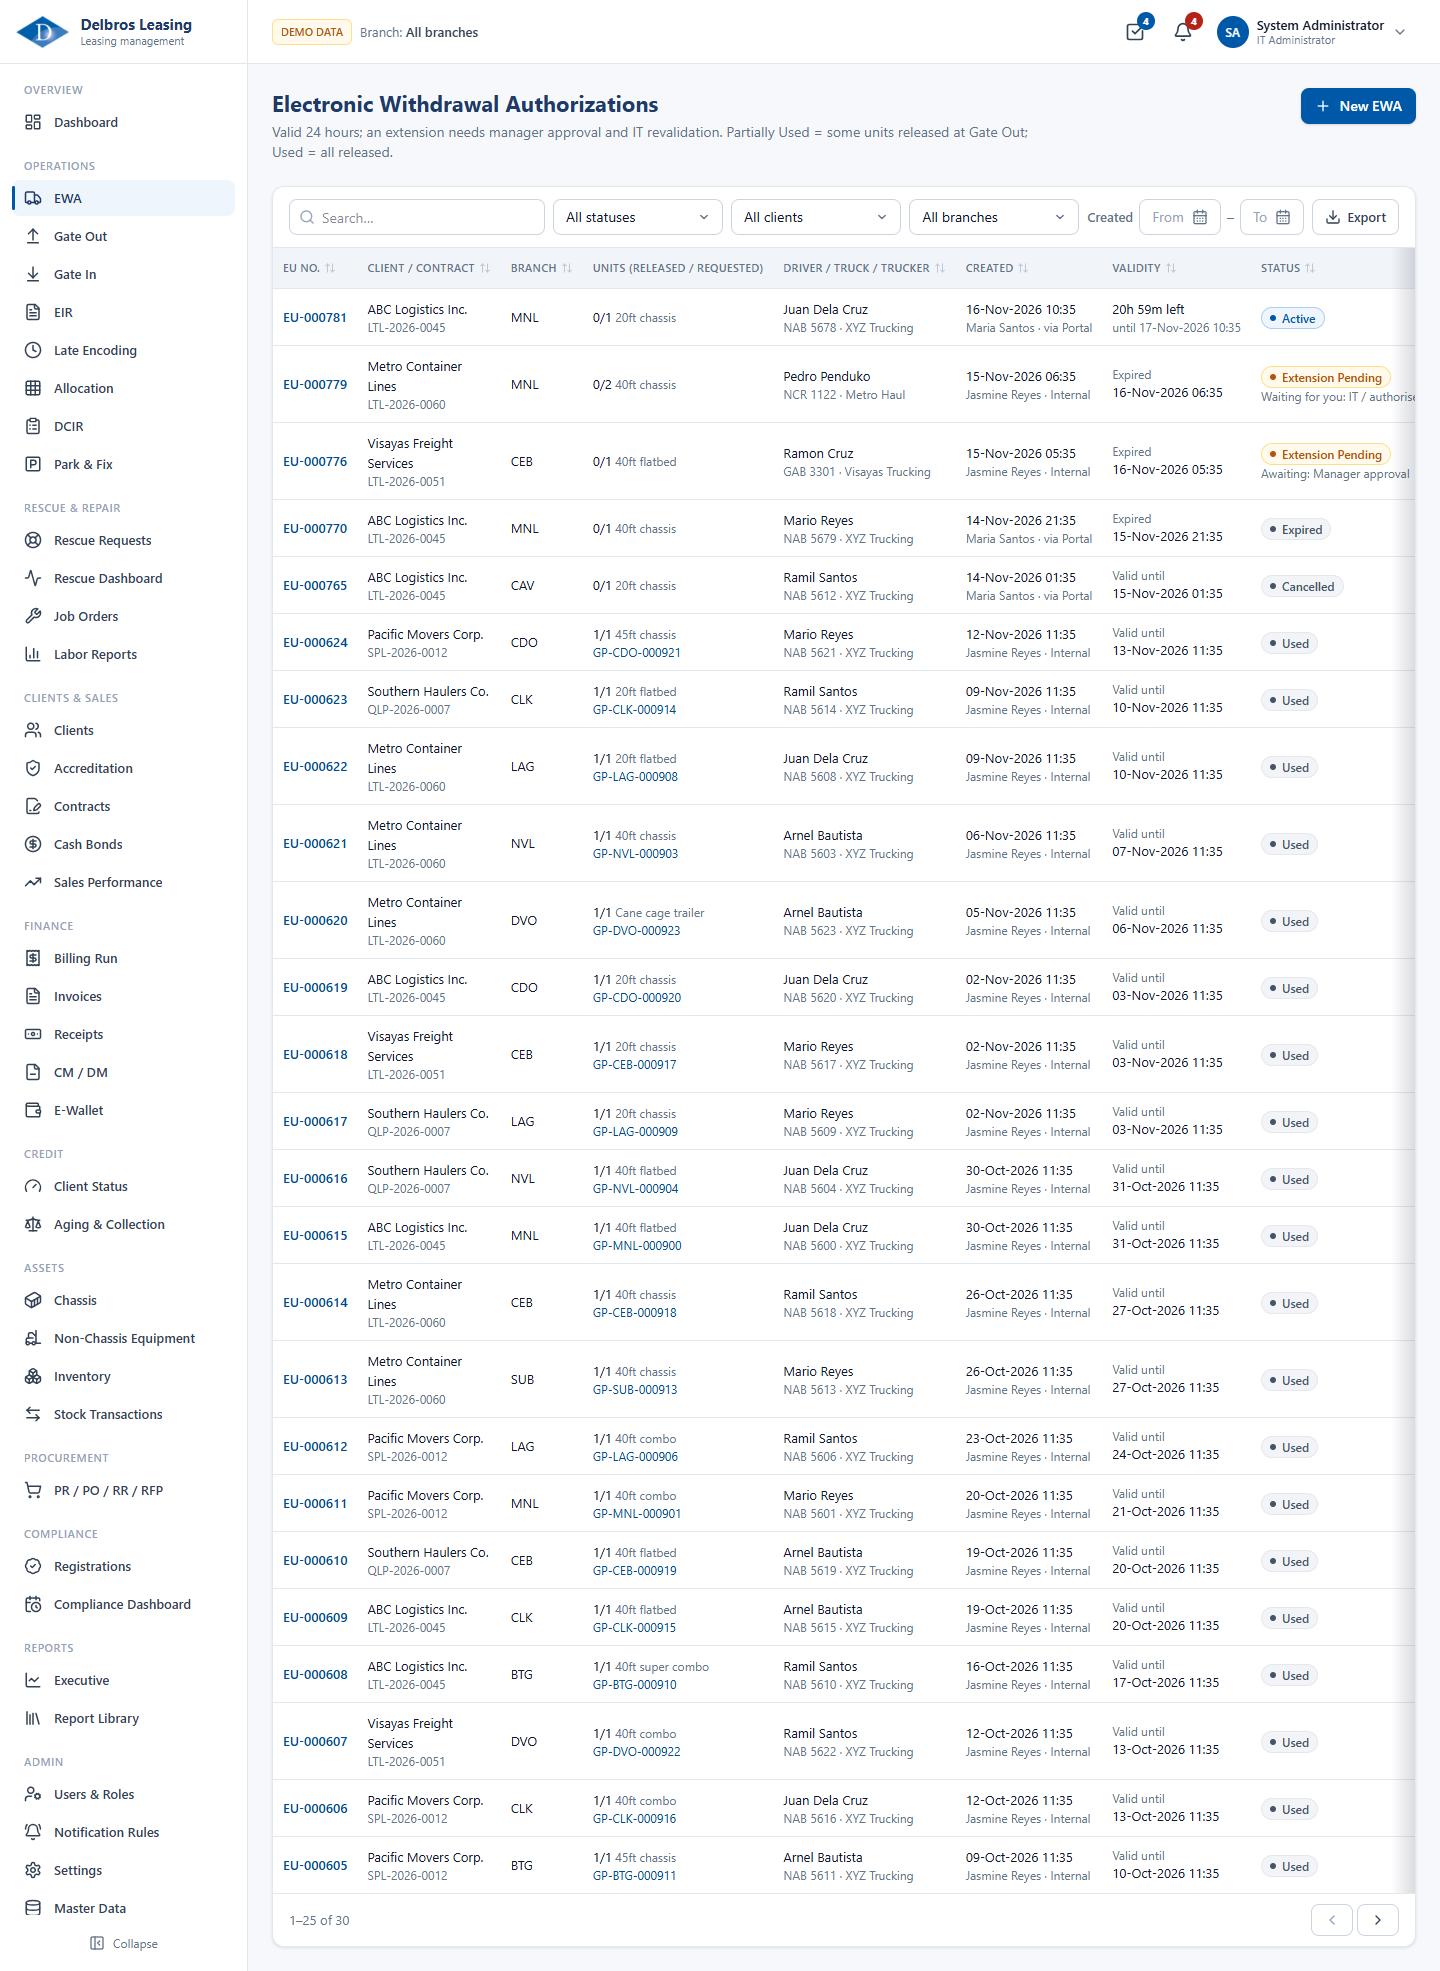 Delbros Leasing
Leasing management
DEMO DATA
Branch: All branches
4
4
SA
System Administrator
IT Administrator
OVERVIEW
Dashboard
OPERATIONS
EWA
Gate Out
Gate In
EIR
Late Encoding
Allocation
DCIR
Park & Fix
RESCUE & REPAIR
Rescue Requests
Rescue Dashboard
Job Orders
Labor Reports
CLIENTS & SALES
Clients
Accreditation
Contracts
Cash Bonds
Sales Performance
FINANCE
Billing Run
Invoices
Receipts
CM / DM
E-Wallet
CREDIT
Client Status
Aging & Collection
ASSETS
Chassis
Non-Chassis Equipment
Inventory
Stock Transactions
PROCUREMENT
PR / PO / RR / RFP
COMPLIANCE
Registrations
Compliance Dashboard
REPORTS
Executive
Report Library
ADMIN
Users & Roles
Notification Rules
Settings
Master Data
Collapse
Electronic Withdrawal Authorizations
Valid 24 hours; an extension needs manager approval and IT revalidation. Partially Used = some units released at Gate Out;
Used = all released.
New EWA
Search...
All statuses
All clients
All branches
Created
From
–
To
Export
EU NO. CLIENT / CONTRACT BRANCH UNITS (RELEASED / REQUESTED) DRIVER / TRUCK / TRUCKER CREATED VALIDITY STATUS
EU-000781 ABC Logistics Inc. LTL-2026-0045 MNL 0/1 20ft chassis Juan Dela Cruz NAB 5678 · XYZ Trucking 16-Nov-2026 10:35 Maria Santos · via Portal 20h 59m left until 17-Nov-2026 10:35 Active
EU-000779 Metro Container Lines LTL-2026-0060 MNL 0/2 40ft chassis Pedro Penduko NCR 1122 · Metro Haul 15-Nov-2026 06:35 Jasmine Reyes · Internal Expired 16-Nov-2026 06:35 Extension Pending Waiting for you: IT / authorise
EU-000776 Visayas Freight Services LTL-2026-0051 CEB 0/1 40ft flatbed Ramon Cruz GAB 3301 · Visayas Trucking 15-Nov-2026 05:35 Jasmine Reyes · Internal Expired 16-Nov-2026 05:35 Extension Pending Awaiting: Manager approval
EU-000770 ABC Logistics Inc. LTL-2026-0045 MNL 0/1 40ft chassis Mario Reyes NAB 5679 · XYZ Trucking 14-Nov-2026 21:35 Maria Santos · via Portal Expired 15-Nov-2026 21:35 Expired
EU-000765 ABC Logistics Inc. LTL-2026-0045 CAV 0/1 20ft chassis Ramil Santos NAB 5612 · XYZ Trucking 14-Nov-2026 01:35 Maria Santos · via Portal Valid until 15-Nov-2026 01:35 Cancelled
EU-000624 Pacific Movers Corp. SPL-2026-0012 CDO 1/1 45ft chassis GP-CDO-000921 Mario Reyes NAB 5621 · XYZ Trucking 12-Nov-2026 11:35 Jasmine Reyes · Internal Valid until 13-Nov-2026 11:35 Used
EU-000623 Southern Haulers Co. QLP-2026-0007 CLK 1/1 20ft flatbed GP-CLK-000914 Ramil Santos NAB 5614 · XYZ Trucking 09-Nov-2026 11:35 Jasmine Reyes · Internal Valid until 10-Nov-2026 11:35 Used
EU-000622 Metro Container Lines LTL-2026-0060 LAG 1/1 20ft flatbed GP-LAG-000908 Juan Dela Cruz NAB 5608 · XYZ Trucking 09-Nov-2026 11:35 Jasmine Reyes · Internal Valid until 10-Nov-2026 11:35 Used
EU-000621 Metro Container Lines LTL-2026-0060 NVL 1/1 40ft chassis GP-NVL-000903 Arnel Bautista NAB 5603 · XYZ Trucking 06-Nov-2026 11:35 Jasmine Reyes · Internal Valid until 07-Nov-2026 11:35 Used
EU-000620 Metro Container Lines LTL-2026-0060 DVO 1/1 Cane cage trailer GP-DVO-000923 Arnel Bautista NAB 5623 · XYZ Trucking 05-Nov-2026 11:35 Jasmine Reyes · Internal Valid until 06-Nov-2026 11:35 Used
EU-000619 ABC Logistics Inc. LTL-2026-0045 CDO 1/1 20ft chassis GP-CDO-000920 Juan Dela Cruz NAB 5620 · XYZ Trucking 02-Nov-2026 11:35 Jasmine Reyes · Internal Valid until 03-Nov-2026 11:35 Used
EU-000618 Visayas Freight Services LTL-2026-0051 CEB 1/1 20ft chassis GP-CEB-000917 Mario Reyes NAB 5617 · XYZ Trucking 02-Nov-2026 11:35 Jasmine Reyes · Internal Valid until 03-Nov-2026 11:35 Used
EU-000617 Southern Haulers Co. QLP-2026-0007 LAG 1/1 20ft chassis GP-LAG-000909 Mario Reyes NAB 5609 · XYZ Trucking 02-Nov-2026 11:35 Jasmine Reyes · Internal Valid until 03-Nov-2026 11:35 Used
EU-000616 Southern Haulers Co. QLP-2026-0007 NVL 1/1 40ft flatbed GP-NVL-000904 Juan Dela Cruz NAB 5604 · XYZ Trucking 30-Oct-2026 11:35 Jasmine Reyes · Internal Valid until 31-Oct-2026 11:35 Used
EU-000615 ABC Logistics Inc. LTL-2026-0045 MNL 1/1 40ft flatbed GP-MNL-000900 Juan Dela Cruz NAB 5600 · XYZ Trucking 30-Oct-2026 11:35 Jasmine Reyes · Internal Valid until 31-Oct-2026 11:35 Used
EU-000614 Metro Container Lines LTL-2026-0060 CEB 1/1 40ft chassis GP-CEB-000918 Ramil Santos NAB 5618 · XYZ Trucking 26-Oct-2026 11:35 Jasmine Reyes · Internal Valid until 27-Oct-2026 11:35 Used
EU-000613 Metro Container Lines LTL-2026-0060 SUB 1/1 40ft chassis GP-SUB-000913 Mario Reyes NAB 5613 · XYZ Trucking 26-Oct-2026 11:35 Jasmine Reyes · Internal Valid until 27-Oct-2026 11:35 Used
EU-000612 Pacific Movers Corp. SPL-2026-0012 LAG 1/1 40ft combo GP-LAG-000906 Ramil Santos NAB 5606 · XYZ Trucking 23-Oct-2026 11:35 Jasmine Reyes · Internal Valid until 24-Oct-2026 11:35 Used
EU-000611 Pacific Movers Corp. SPL-2026-0012 MNL 1/1 40ft combo GP-MNL-000901 Mario Reyes NAB 5601 · XYZ Trucking 20-Oct-2026 11:35 Jasmine Reyes · Internal Valid until 21-Oct-2026 11:35 Used
EU-000610 Southern Haulers Co. QLP-2026-0007 CEB 1/1 40ft flatbed GP-CEB-000919 Arnel Bautista NAB 5619 · XYZ Trucking 19-Oct-2026 11:35 Jasmine Reyes · Internal Valid until 20-Oct-2026 11:35 Used
EU-000609 ABC Logistics Inc. LTL-2026-0045 CLK 1/1 40ft flatbed GP-CLK-000915 Arnel Bautista NAB 5615 · XYZ Trucking 19-Oct-2026 11:35 Jasmine Reyes · Internal Valid until 20-Oct-2026 11:35 Used
EU-000608 ABC Logistics Inc. LTL-2026-0045 BTG 1/1 40ft super combo GP-BTG-000910 Ramil Santos NAB 5610 · XYZ Trucking 16-Oct-2026 11:35 Jasmine Reyes · Internal Valid until 17-Oct-2026 11:35 Used
EU-000607 Visayas Freight Services LTL-2026-0051 DVO 1/1 40ft combo GP-DVO-000922 Ramil Santos NAB 5622 · XYZ Trucking 12-Oct-2026 11:35 Jasmine Reyes · Internal Valid until 13-Oct-2026 11:35 Used
EU-000606 Pacific Movers Corp. SPL-2026-0012 CLK 1/1 40ft combo GP-CLK-000916 Juan Dela Cruz NAB 5616 · XYZ Trucking 12-Oct-2026 11:35 Jasmine Reyes · Internal Valid until 13-Oct-2026 11:35 Used
EU-000605 Pacific Movers Corp. SPL-2026-0012 BTG 1/1 45ft chassis GP-BTG-000911 Arnel Bautista NAB 5611 · XYZ Trucking 09-Oct-2026 11:35 Jasmine Reyes · Internal Valid until 10-Oct-2026 11:35 Used
1–25 of 30